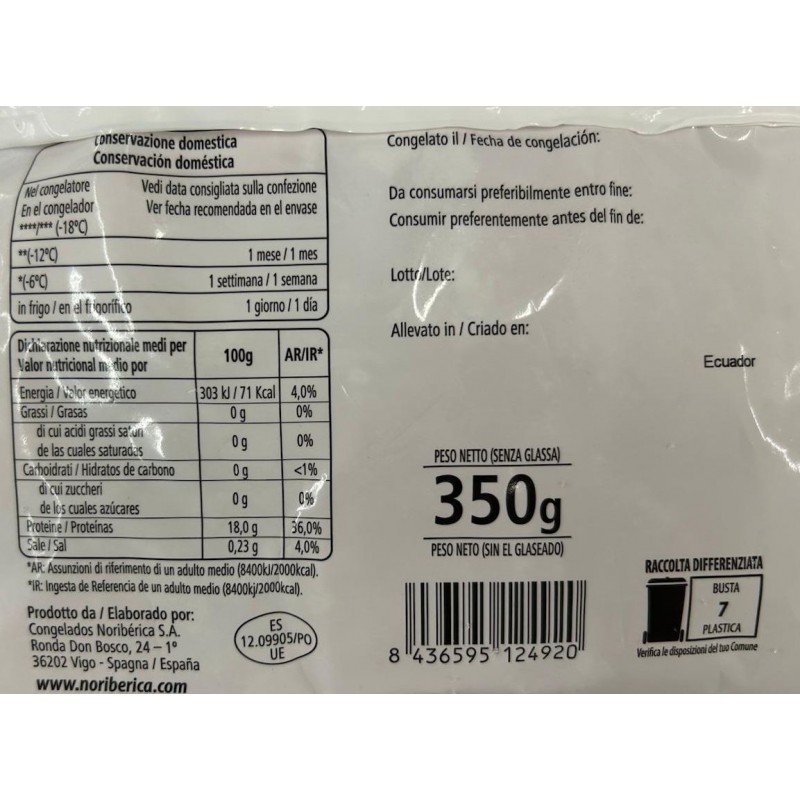 Conservazione domestica
Conservación doméstica
Nel congelatore
En el congelador
****/*** (-18°C)
Vedi data consigliata sulla confezione
Ver fecha recomendada en el envase
**(-12°C) 1 mese / 1 mes
*(-6°C) 1 settimana / 1 semana
in frigo / en el frigorífico 1 giorno / 1 día
Dichiarazione nutrizionale medi per
Valor nutricional medio por
100g AR/IR*
Energia / Valor energetico 303 kJ / 71 Kcal 4,0%
Grassi / Grasas 0 g 0%
di cui acidi grassi saturi
de las cuales saturadas
0 g 0%
Carboidrati / Hidratos de carbono 0 g <1%
di cui zuccheri
de los cuales azúcares
0 g 0%
Proteine / Proteínas 18,0 g 36,0%
Sale / Sal 0,23 g 4,0%
*AR: Assunzioni di riferimento di un adulto medio (8400kJ/2000kcal).
*IR: Ingesta de Referencia de un adulto medio (8400kj/2000kcal).
Prodotto da / Elaborado por:
Congelados Noribérica S.A.
Ronda Don Bosco, 24 – 1º
36202 Vigo - Spagna / España
www.noriberica.com
ES
12.09905/PO
UE
Congelato il / Fecha de congelación:
Da consumarsi preferibilmente entro fine:
Consumir preferentemente antes del fin de:
Lotto/Lote:
Allevato in / Criado en:
Ecuador
PESO NETTO (SENZA GLASSA)
350g
PESO NETO (SIN EL GLASEADO)
8 436595 124920
RACCOLTA DIFFERENZIATA
BUSTA
7
PLASTICA
Verifica le disposizioni del tuo Comune